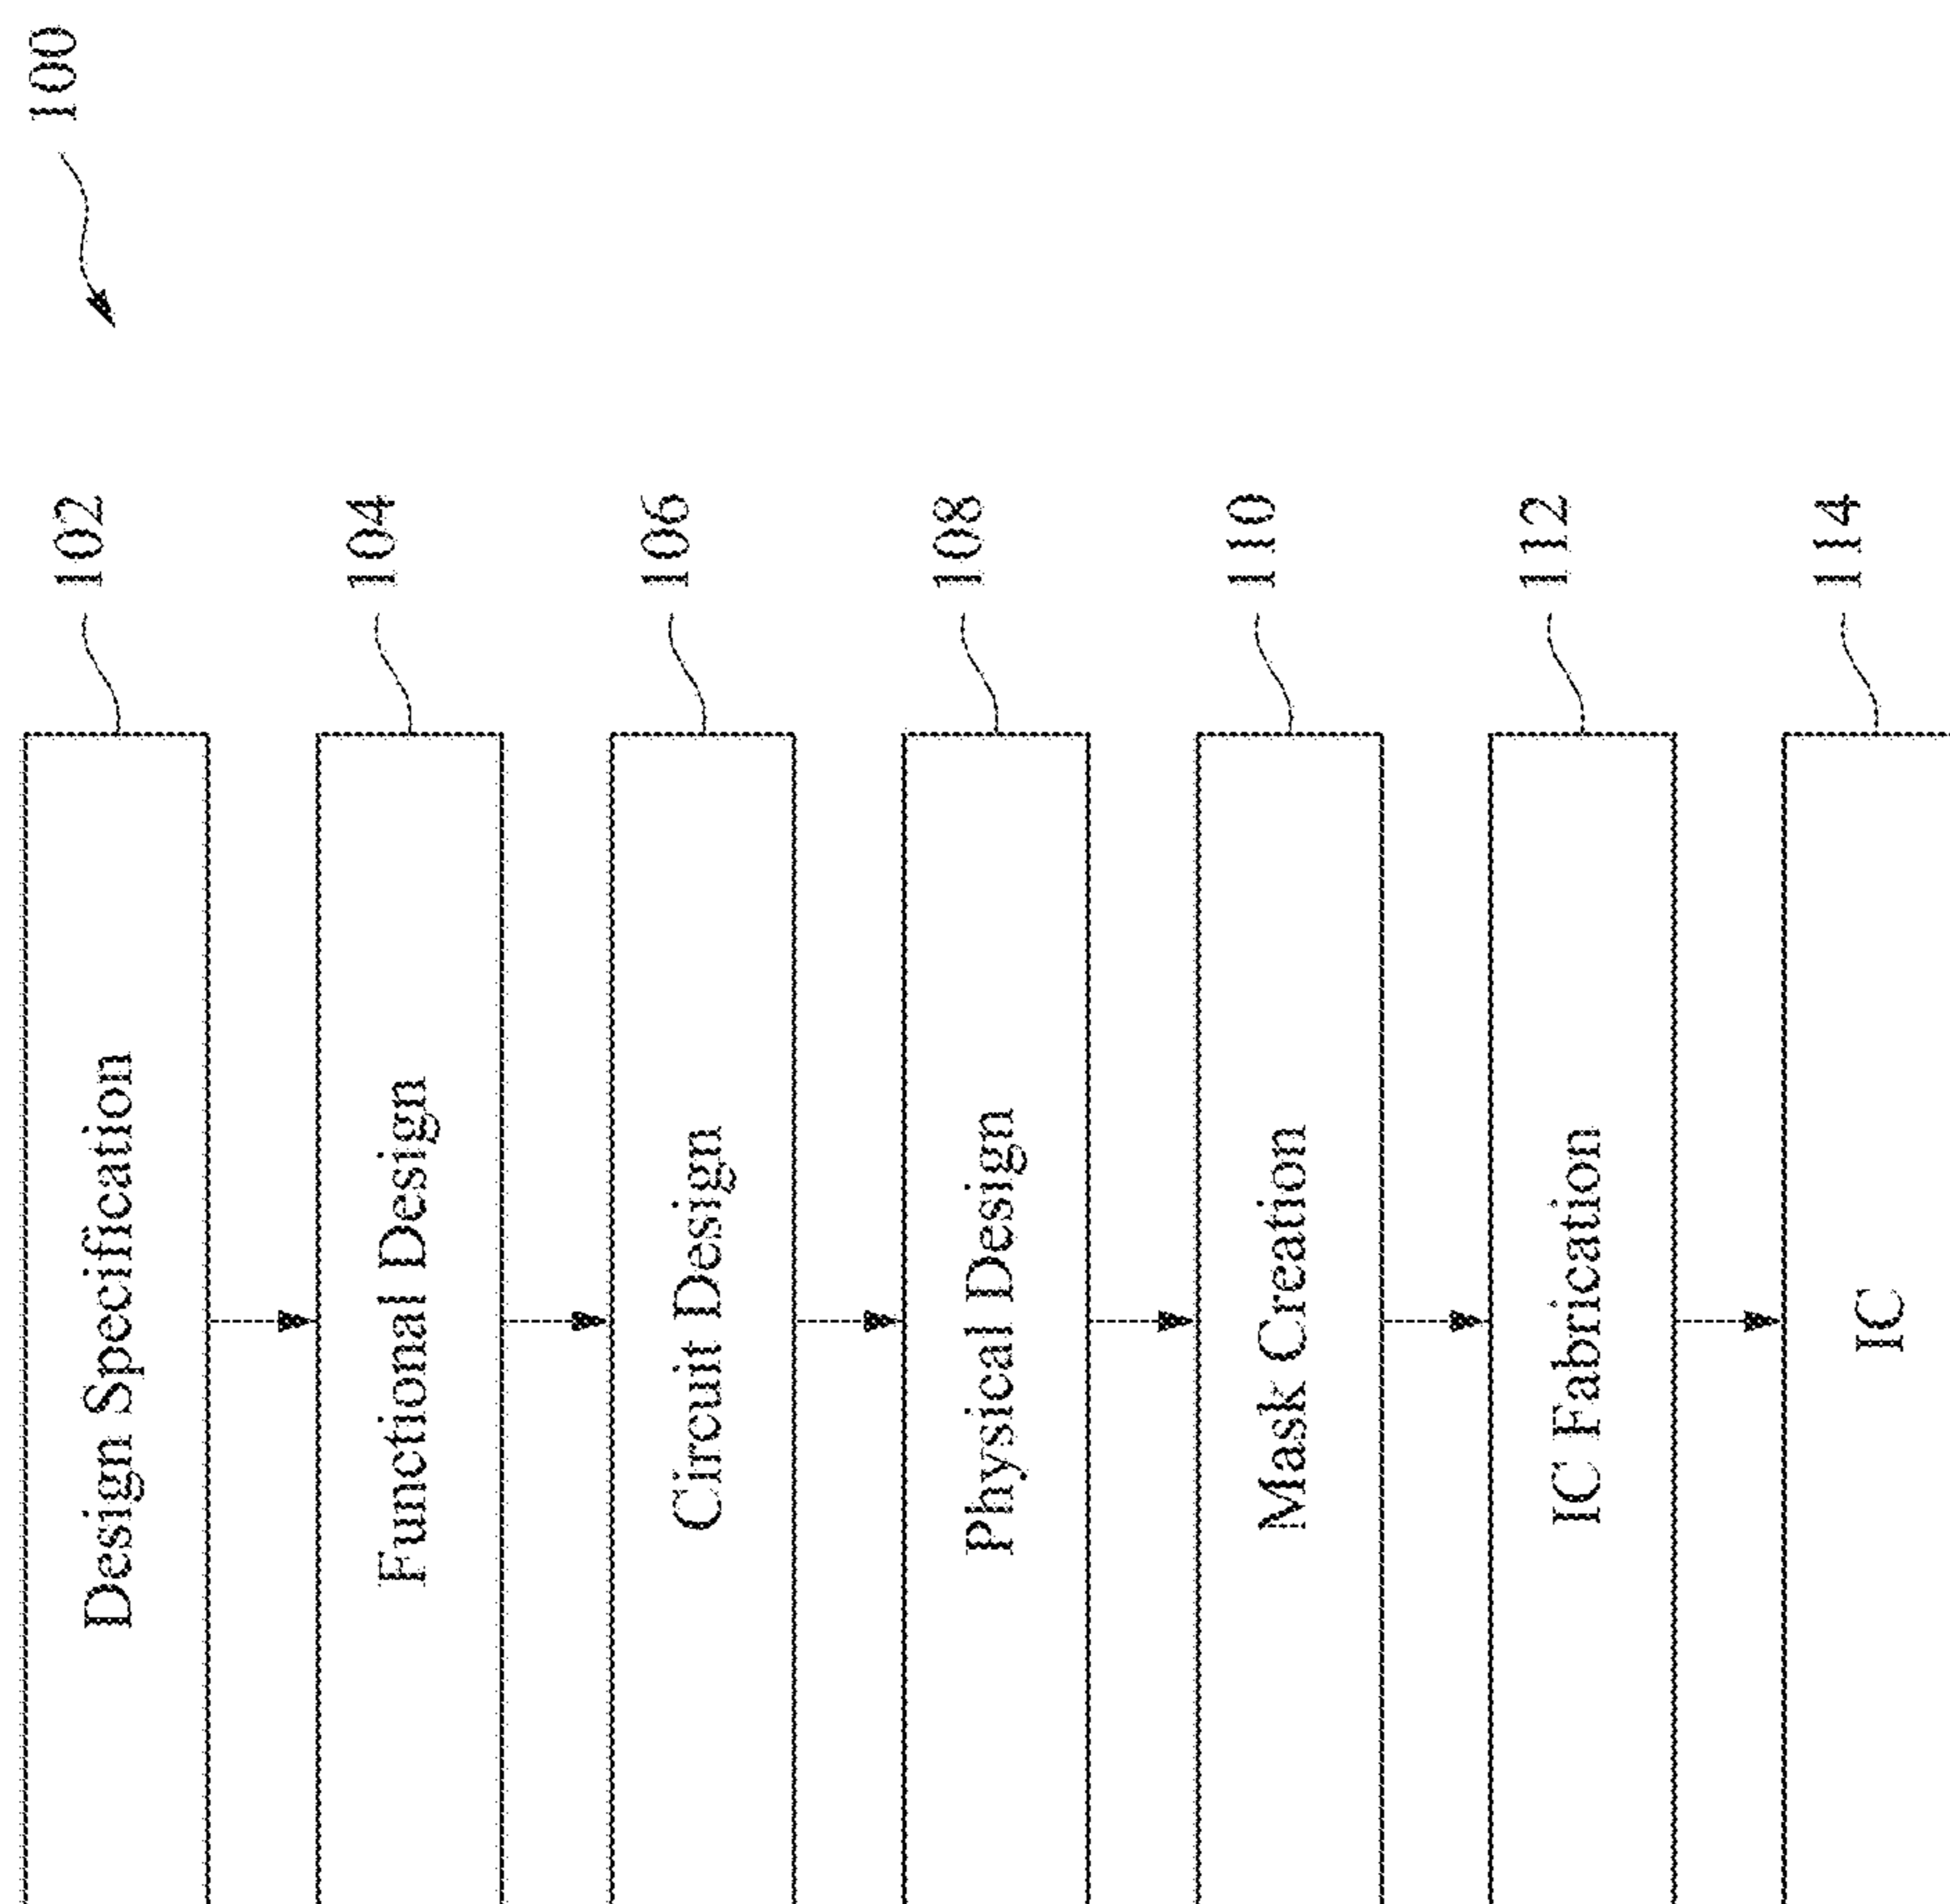 100
Design Specification 102
Functional Design 104
Circuit Design 106
Physical Design 108
Mask Creation 110
IC Fabrication 112
IC 114